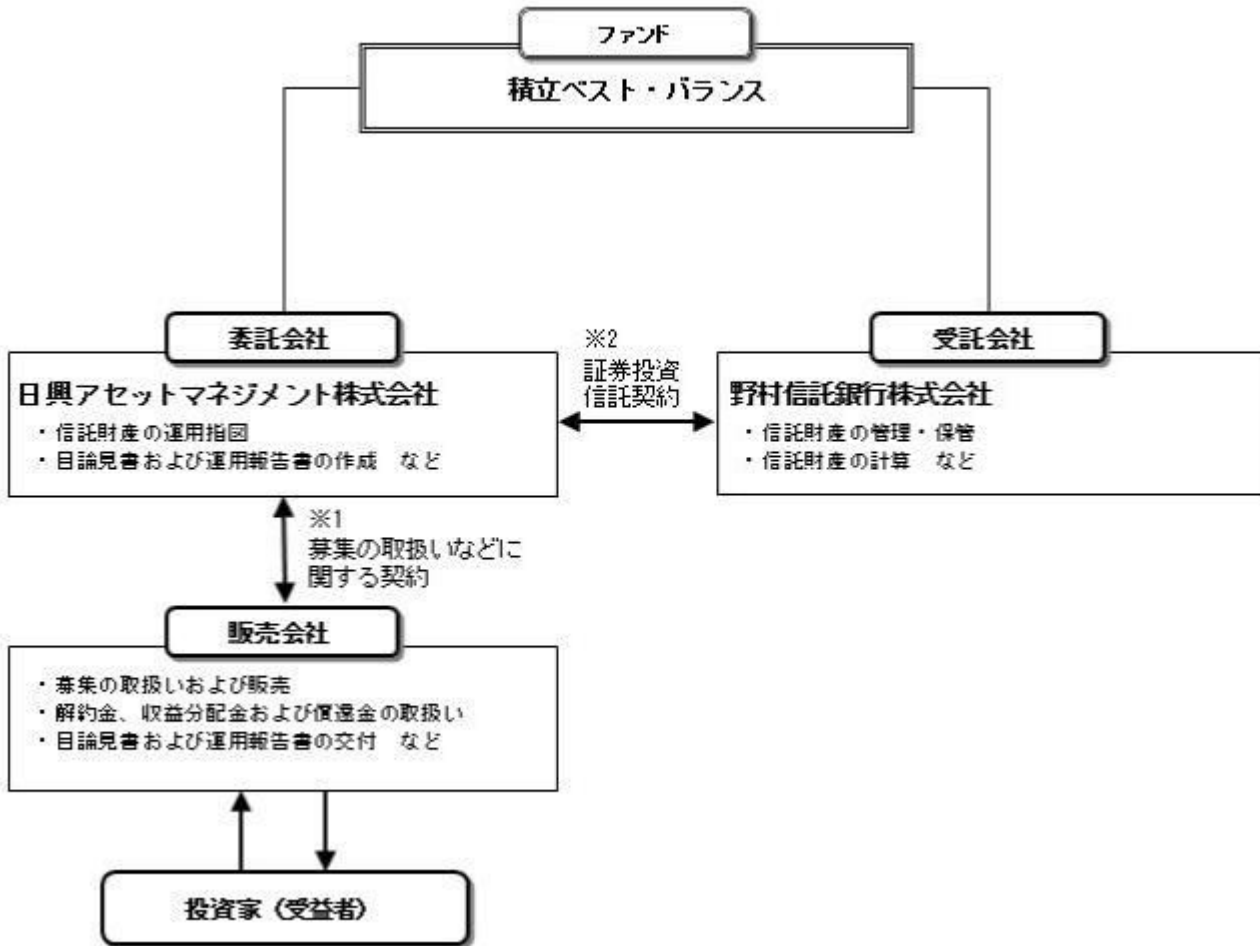 ファンド
積立ベスト・バランス
委託会社
日興アセットマネジメント株式会社
・信託財産の運用指図
・目論見書および運用報告書の作成　など
※2
証券投資
信託契約
受託会社
野村信託銀行株式会社
・信託財産の管理・保管
・信託財産の計算　など
※1
募集の取扱いなどに
関する契約
販売会社
・募集の取扱いおよび販売
・解約金、収益分配金および償還金の取扱い
・目論見書および運用報告書の交付　など
投資家（受益者）